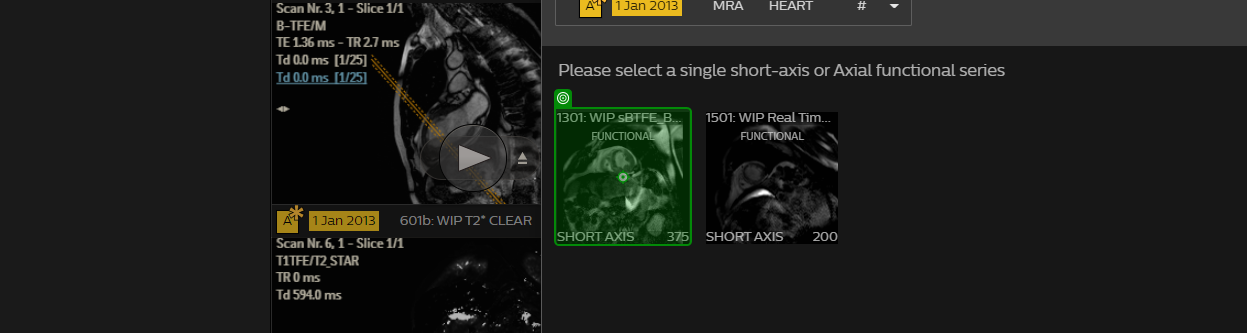 Scan Nr. 3, 1 - Slice 1/1
B-TFE/M
TE 1.36 ms - TR 2.7 ms
Td 0.0 ms [1/25]
Td 0.0 ms [1/25]
A 1 Jan 2013 601b: WIP T2* CLEAR
Scan Nr. 6, 1 - Slice 1/1
T1TFE/T2_STAR
TR 0 ms
Td 594.0 ms
A 1 Jan 2013 MRA HEART #
Please select a single short-axis or Axial functional series
1301: WIP sBTFE_B...
FUNCTIONAL
SHORT AXIS 375
1501: WIP Real Tim...
FUNCTIONAL
SHORT AXIS 200